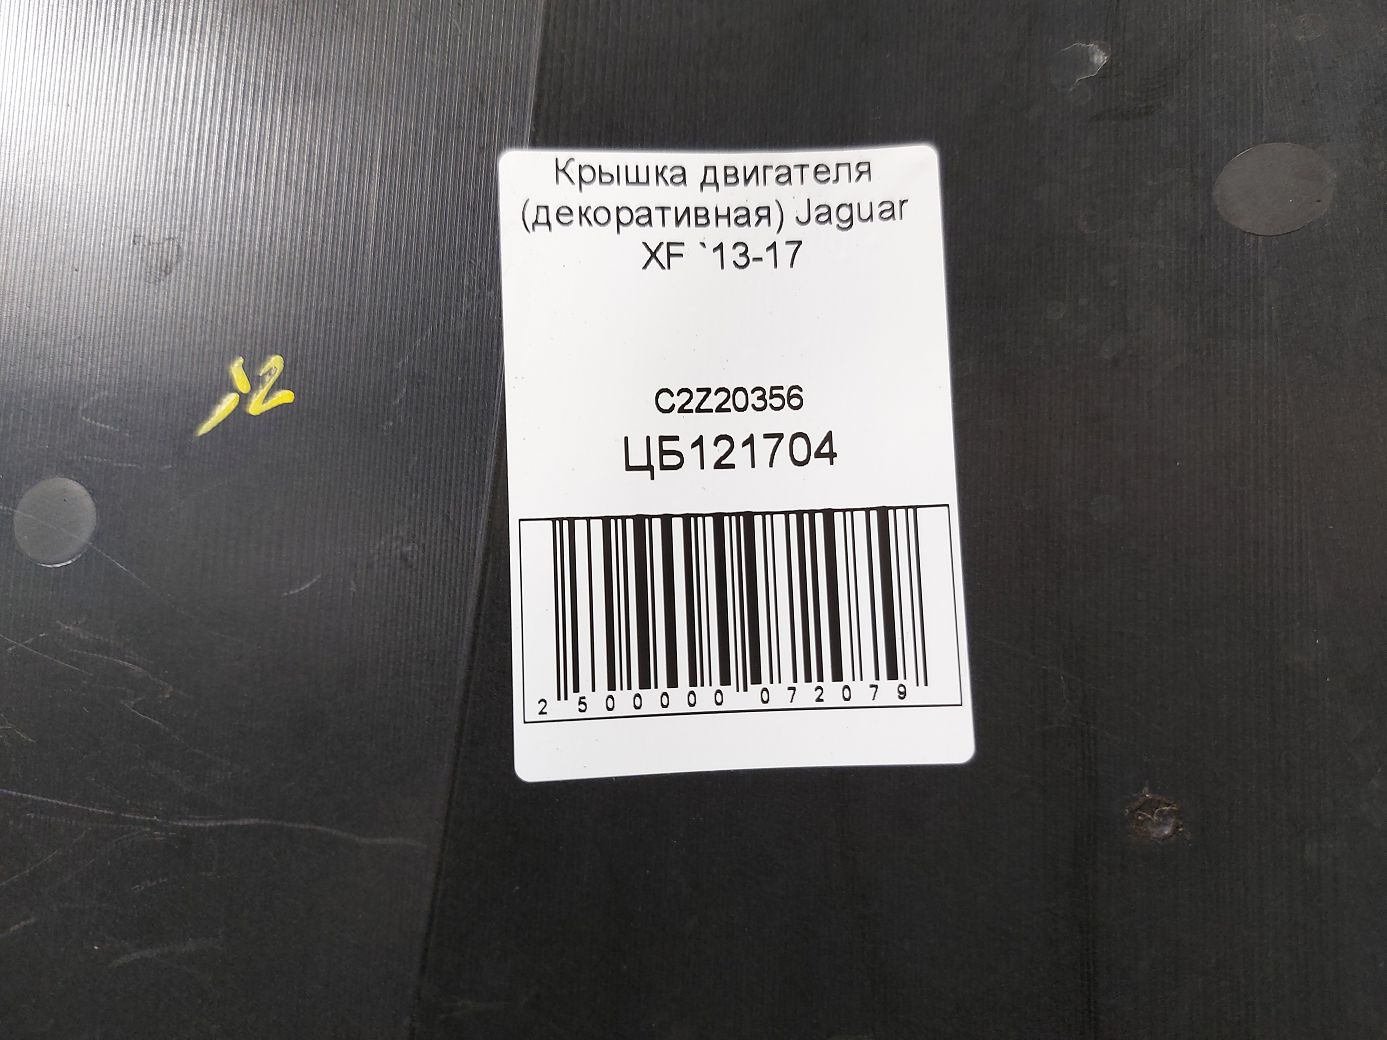 Крышка двигателя
(декоративная) Jaguar
XF `13-17
C2Z20356
ЦБ121704
2 500000 072079